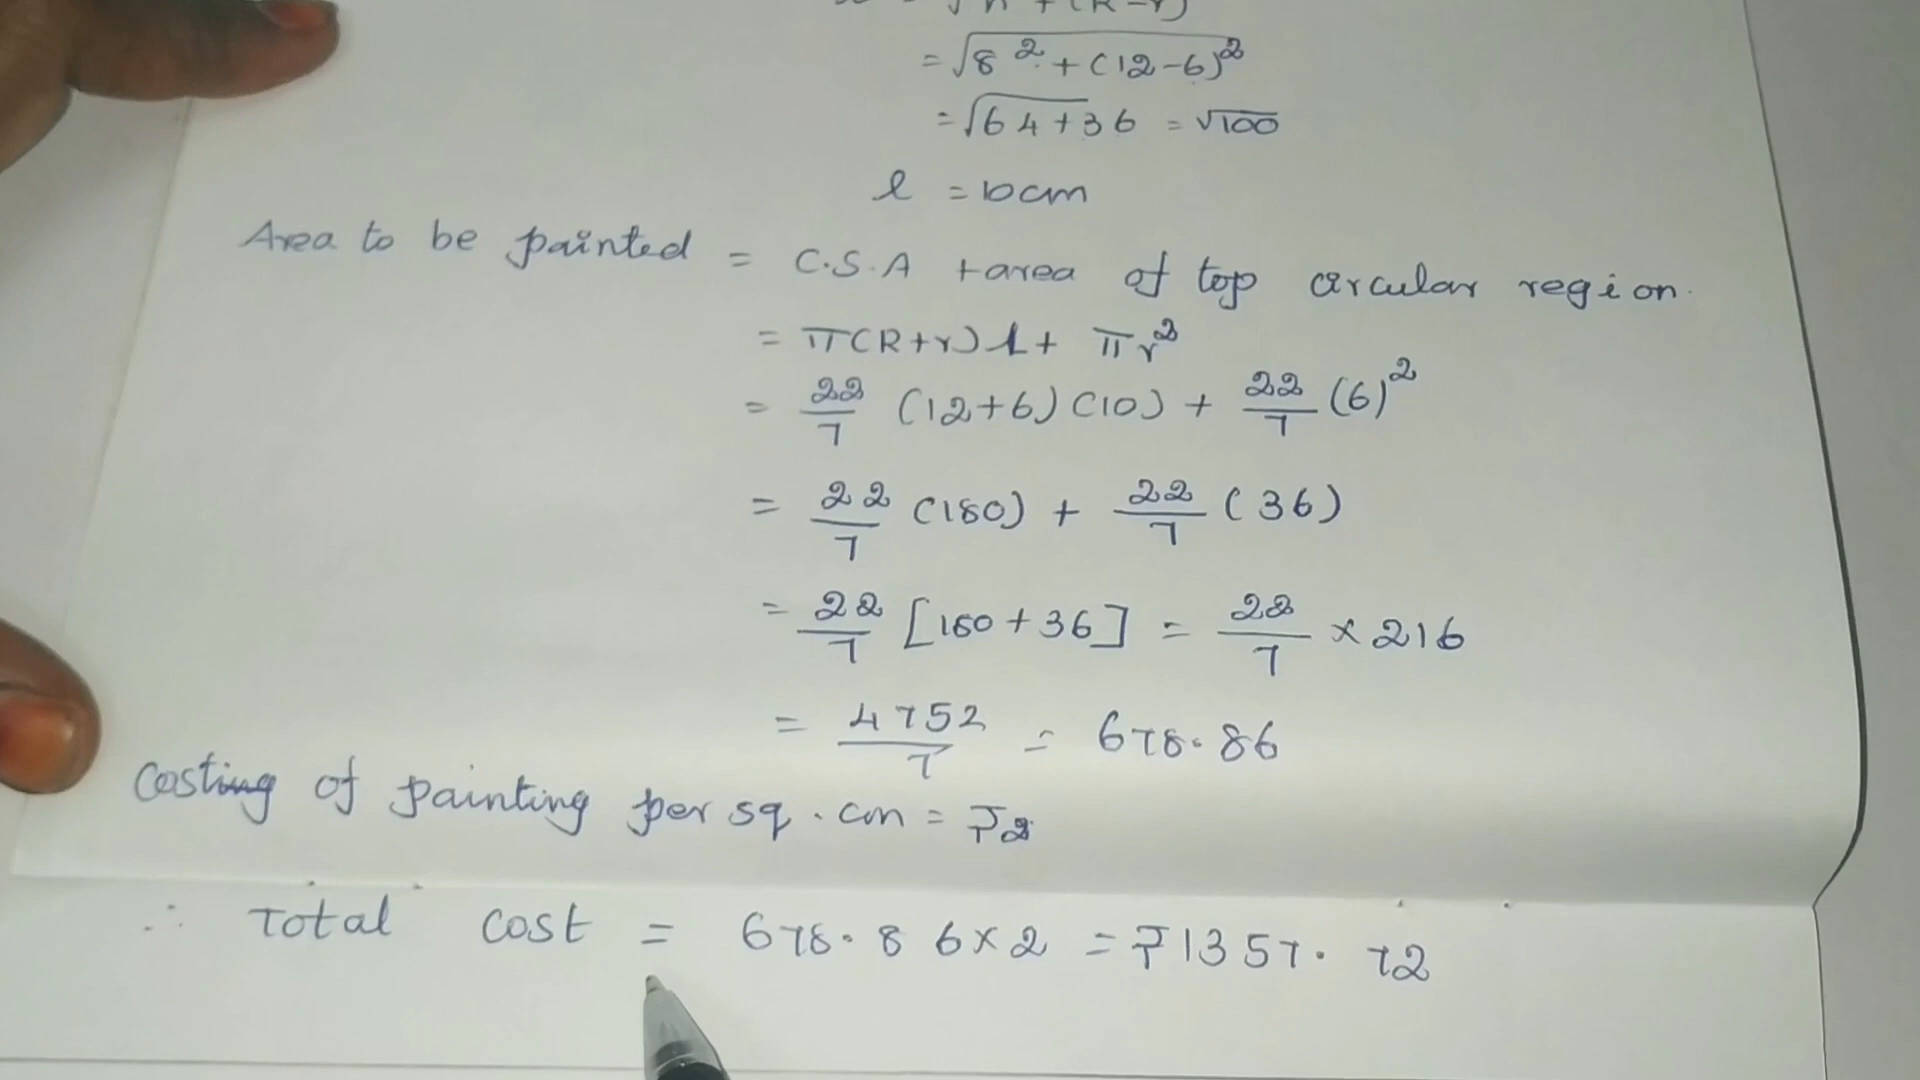 = √8² + (12-6)²
= √64+36 = √100
l = 10cm
Area to be painted = C.S.A + area of top circular region.
= π(R+r)l + πr²
= 22/7 (12+6)(10) + 22/7 (6)²
= 22/7 (180) + 22/7 (36)
= 22/7 [180+36] = 22/7 × 216
= 4752/7 = 678.86
Costing of painting per sq.cm = ₹2
∴ Total cost = 678.86×2 = ₹1357.72